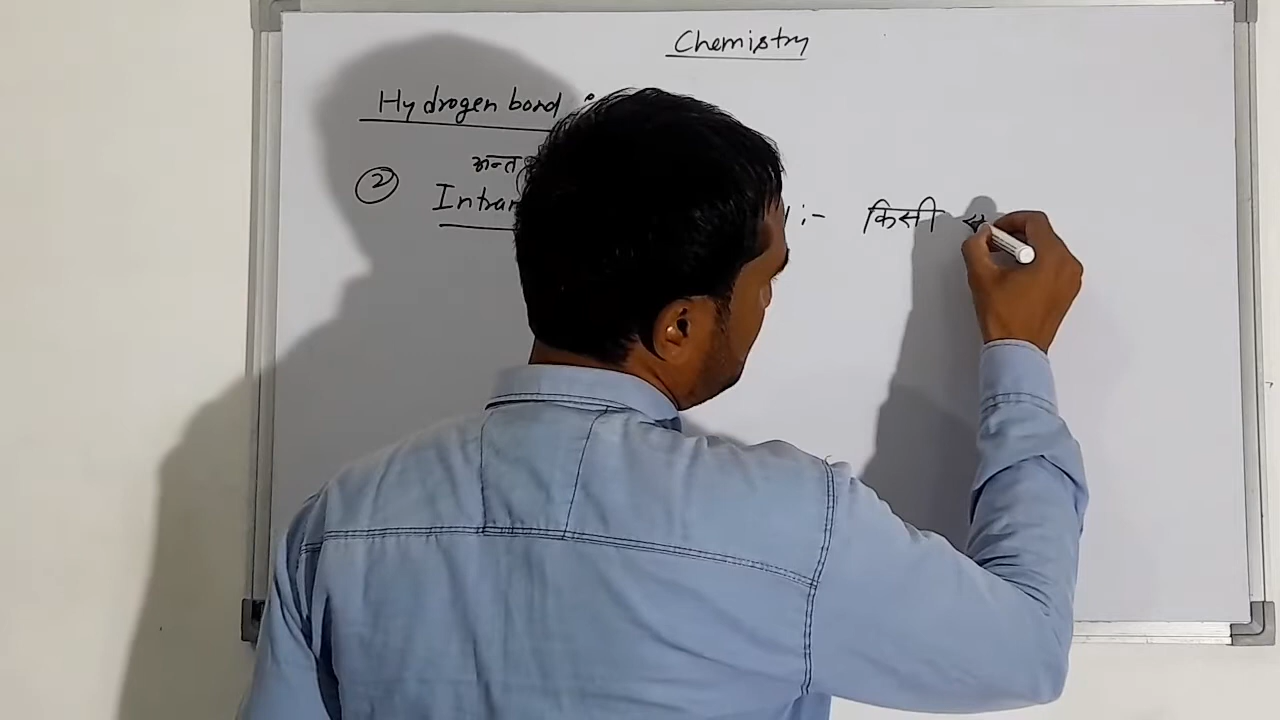 Chemistry
Hydrogen bond
अन्त
② Intra :- किसी